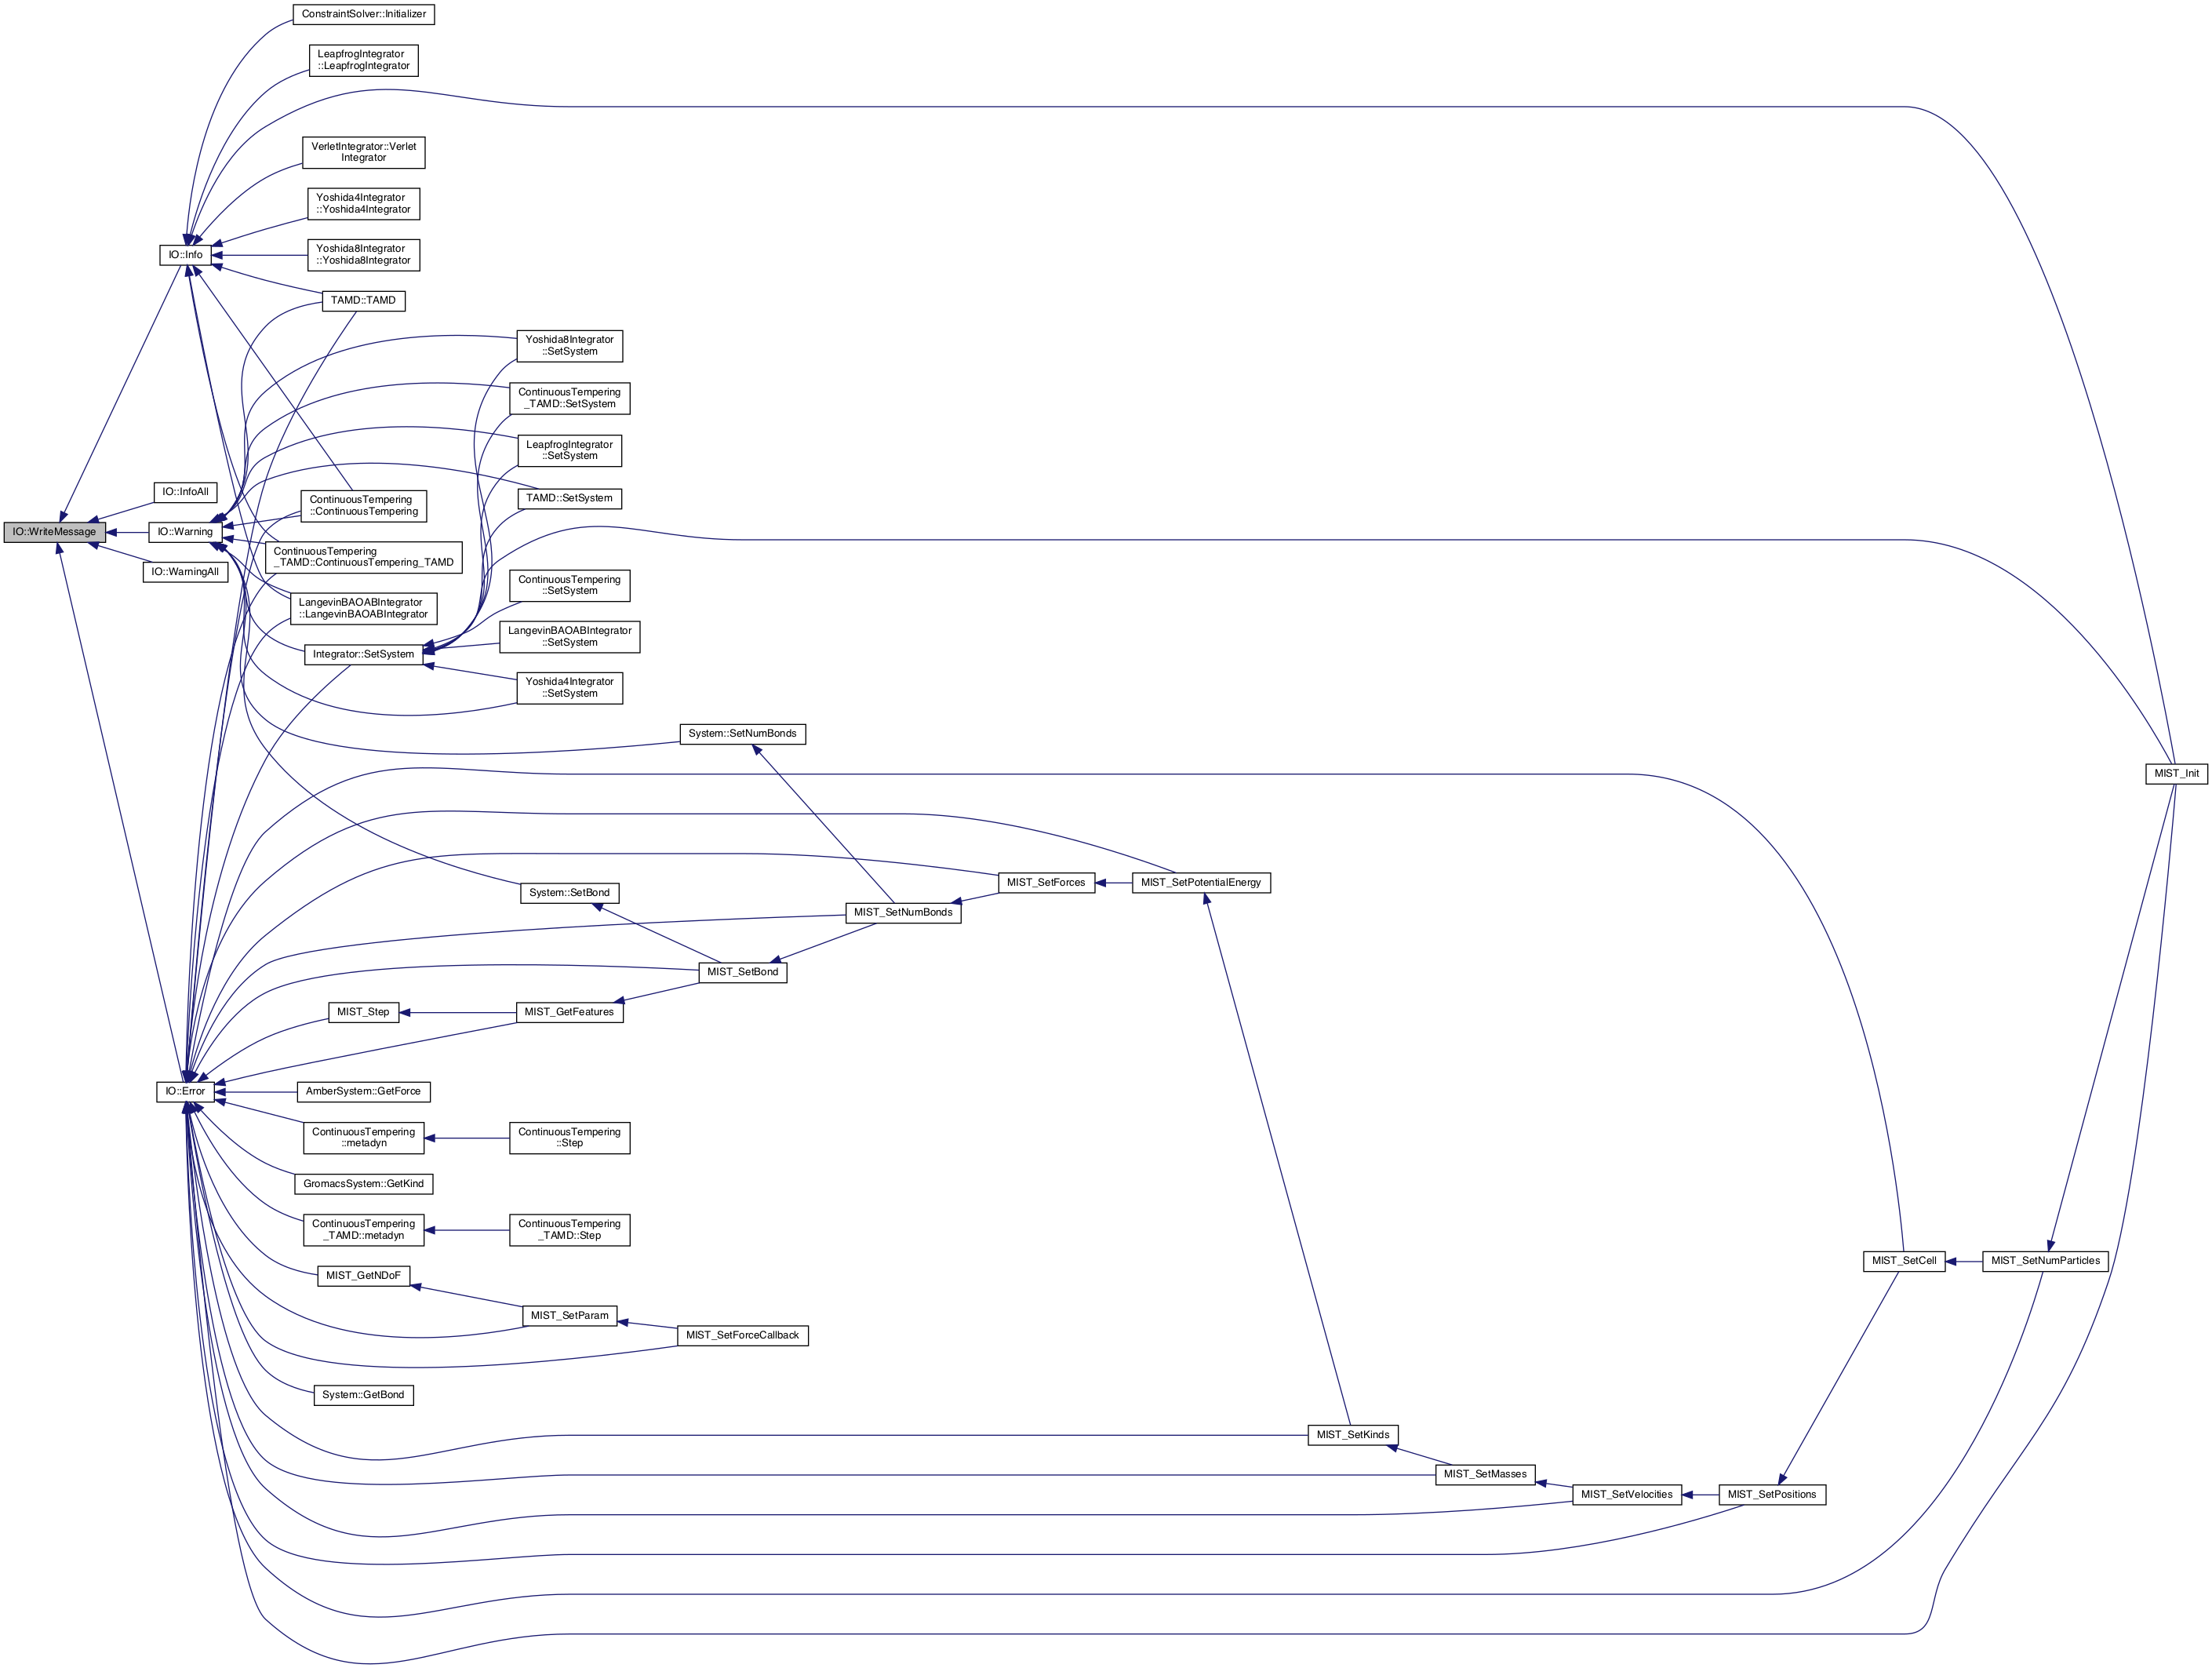 ConstraintSolver::Initializer
LeapfrogIntegrator
::LeapfrogIntegrator
VerletIntegrator::Verlet
Integrator
Yoshida4Integrator
::Yoshida4Integrator
IO::Info
Yoshida8Integrator
::Yoshida8Integrator
TAMD::TAMD
Yoshida8Integrator
::SetSystem
ContinuousTempering
_TAMD::SetSystem
LeapfrogIntegrator
::SetSystem
IO::InfoAll
TAMD::SetSystem
ContinuousTempering
::ContinuousTempering
IO::WriteMessage
IO::Warning
ContinuousTempering
_TAMD::ContinuousTempering_TAMD
IO::WarningAll
ContinuousTempering
::SetSystem
LangevinBAOABIntegrator
::LangevinBAOABIntegrator
LangevinBAOABIntegrator
::SetSystem
Integrator::SetSystem
Yoshida4Integrator
::SetSystem
System::SetNumBonds
MIST_Init
MIST_SetForces
MIST_SetPotentialEnergy
System::SetBond
MIST_SetNumBonds
MIST_SetBond
MIST_Step
MIST_GetFeatures
IO::Error
AmberSystem::GetForce
ContinuousTempering
::metadyn
ContinuousTempering
::Step
GromacsSystem::GetKind
ContinuousTempering
_TAMD::metadyn
ContinuousTempering
_TAMD::Step
MIST_SetCell
MIST_SetNumParticles
MIST_GetNDoF
MIST_SetParam
MIST_SetForceCallback
System::GetBond
MIST_SetKinds
MIST_SetMasses
MIST_SetVelocities
MIST_SetPositions